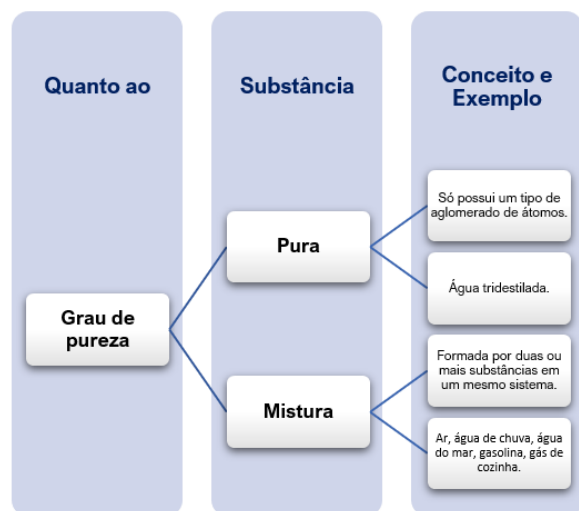 Quanto ao
Substância
Conceito e
Exemplo
Só possui um tipo de
aglomerado de átomos.
Pura
Água tridestilada.
Grau de
pureza
Formada por duas ou
mais substâncias em
um mesmo sistema.
Mistura
Ar, água de chuva, água
do mar, gasolina, gás de
cozinha.